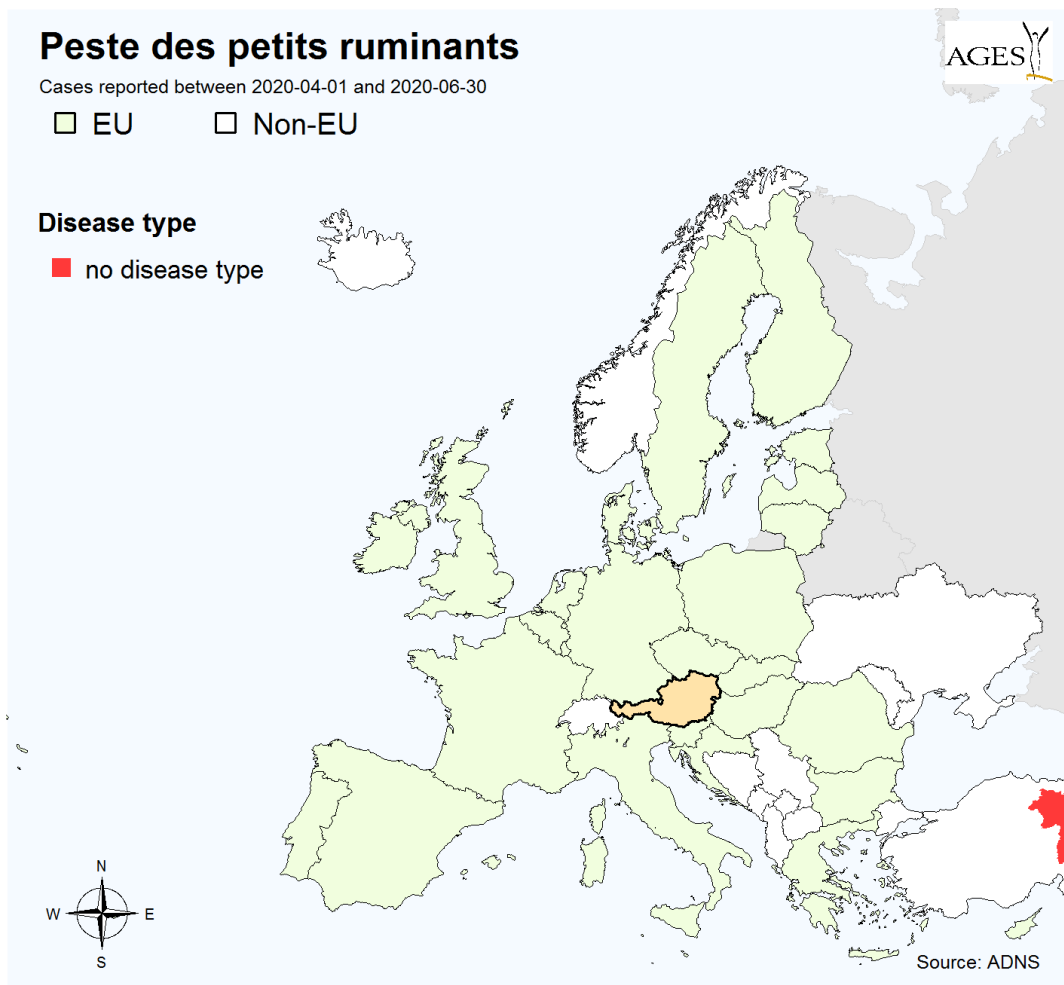 Peste des petits ruminants
AGES
Cases reported between 2020-04-01 and 2020-06-30
EU
Non-EU
Disease type
no disease type
N
W
E
S
Source: ADNS